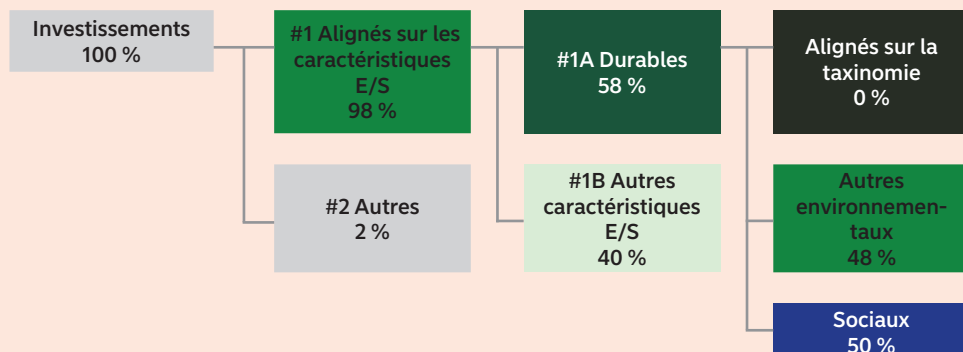 Investissements
100 %
#1 Alignés sur les
caractéristiques
E/S
98 %
#1A Durables
58 %
Alignés sur la
taxinomie
0 %
#2 Autres
2 %
#1B Autres
caractéristiques
E/S
40 %
Autres
environnemen-
taux
48 %
Sociaux
50 %